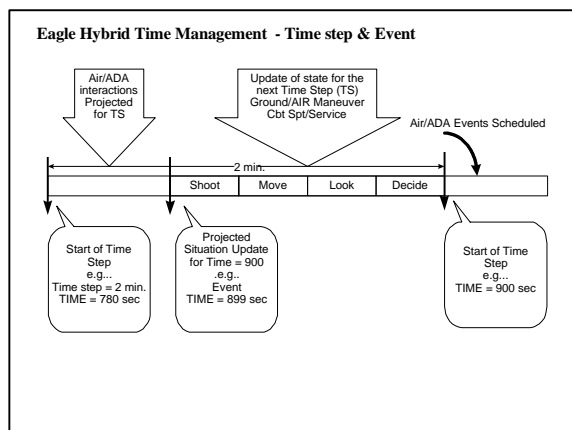 Eagle Hybrid Time Management - Time step & Event
Air/ADA
interactions
Projected
for TS
Update of state for the
next Time Step (TS)
Ground/AIR Maneuver
Cbt Spt/Service
Air/ADA Events Scheduled
2 min.
Shoot Move Look Decide
Start of Time
Step
e.g...
Time step = 2 min.
TIME = 780 sec
Projected
Situation Update
for Time = 900
.e.g..
Event
TIME = 899 sec
Start of Time
Step
e.g...
TIME = 900 sec